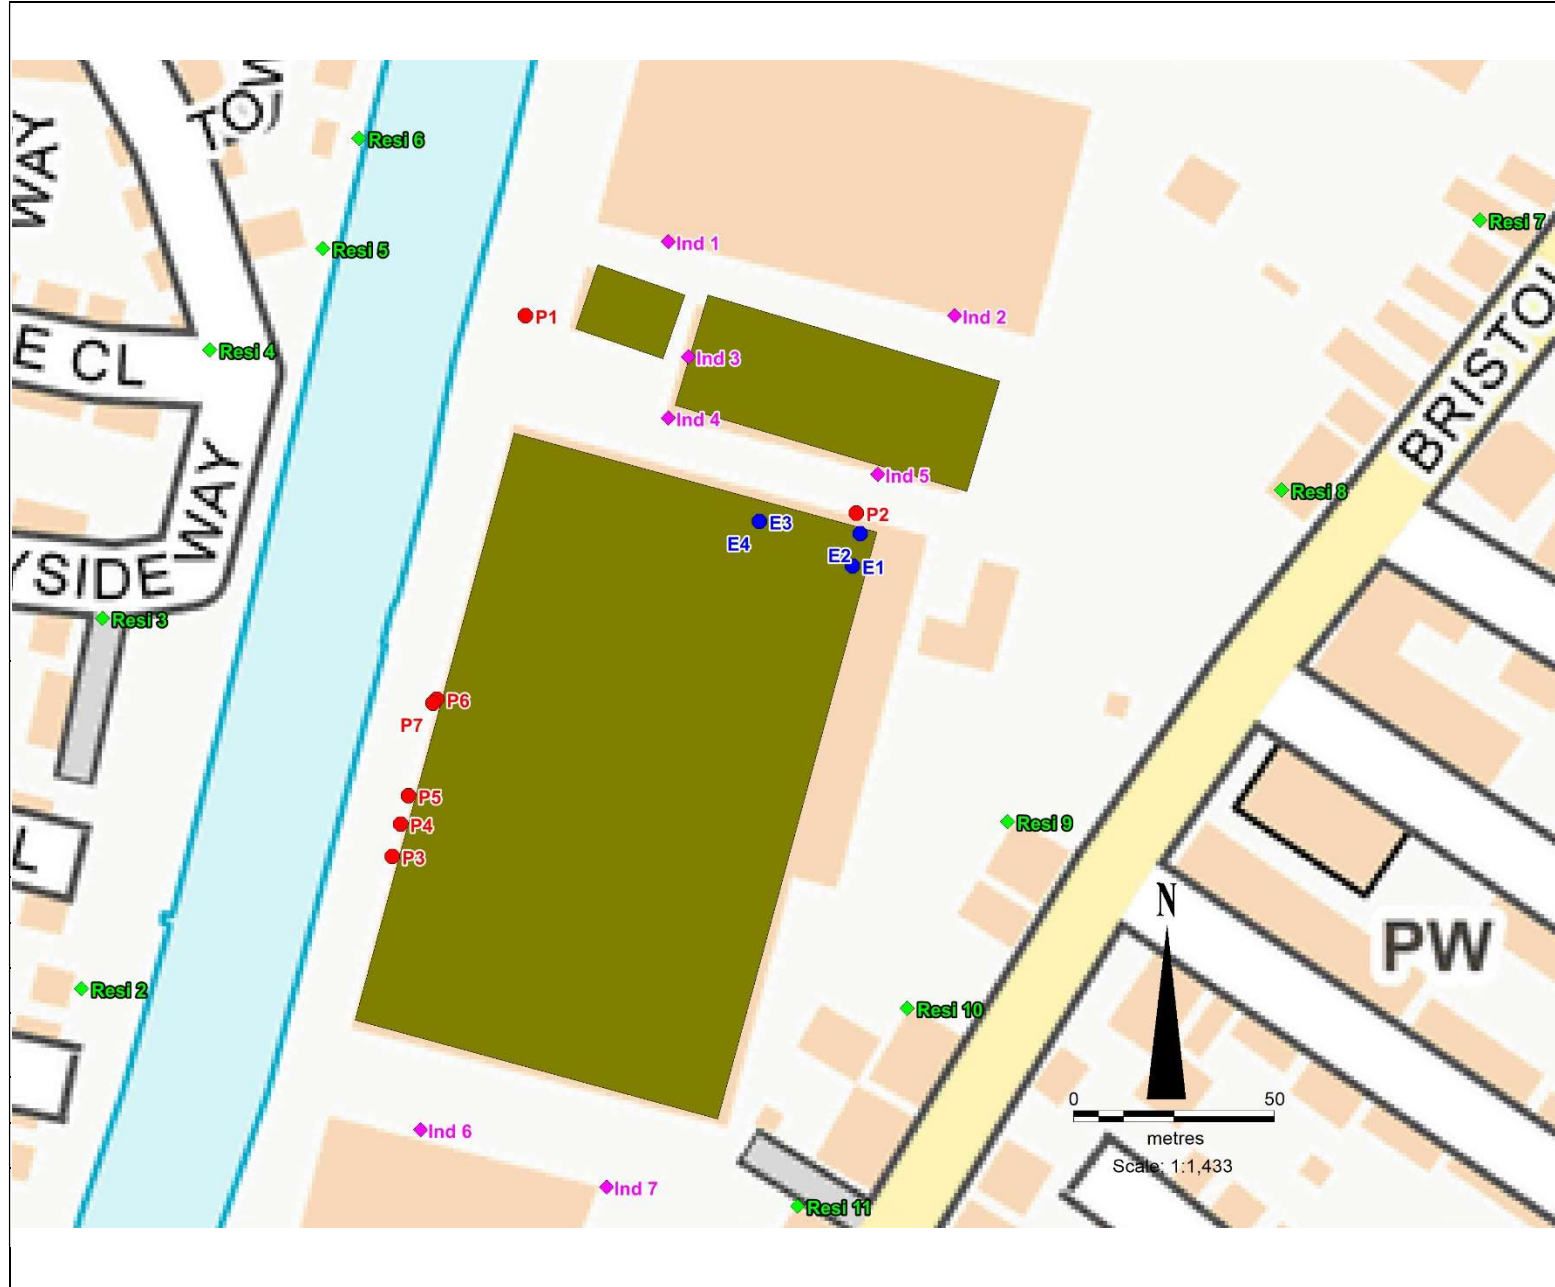 TOW
WAY
Resi 6
Resi 7
Ind 1
Resi 5
P1
Ind 2
BRISTOL
E CL
Resi 4
Ind 3
Ind 4
WAY
Ind 5
Resi 8
P2
E3
E4
E2
E1
YSIDE
Resi 3
P6
P7
P5
P4
Resi 9
L
P3
N
PW
Resi 2
Resi 10
0 50
metres
Scale: 1:1,433
Ind 6
Ind 7
Resi 11